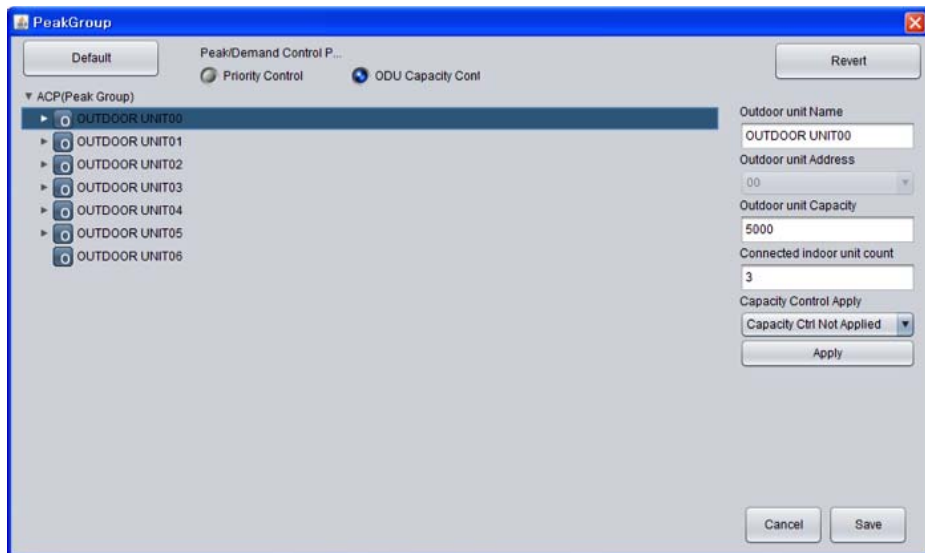 PeakGroup
Default
Peak/Demand Control P...
Priority Control
ODU Capacity Conl
Revert
ACP(Peak Group)
OUTDOOR UNIT00
OUTDOOR UNIT01
OUTDOOR UNIT02
OUTDOOR UNIT03
OUTDOOR UNIT04
OUTDOOR UNIT05
OUTDOOR UNIT06
Outdoor unit Name
OUTDOOR UNIT00
Outdoor unit Address
00
Outdoor unit Capacity
5000
Connected indoor unit count
3
Capacity Control Apply
Capacity Ctrl Not Applied
Apply
Cancel
Save